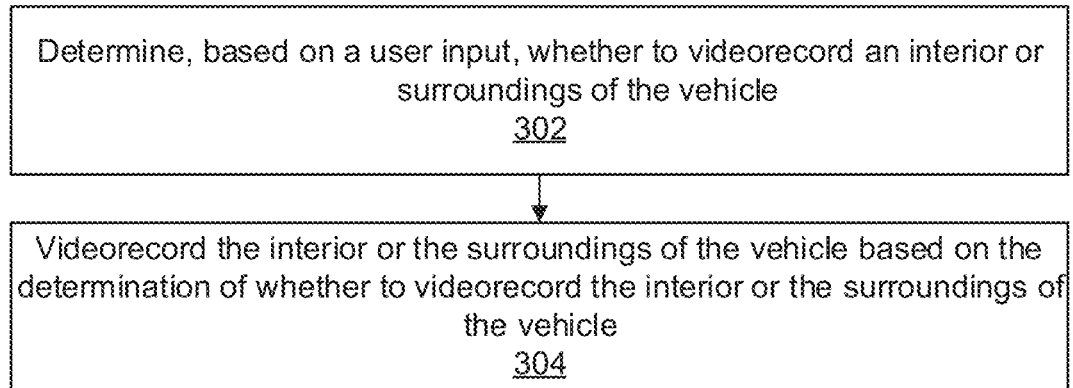 Determine, based on a user input, whether to videorecord an interior or
surroundings of the vehicle
302
Videorecord the interior or the surroundings of the vehicle based on the
determination of whether to videorecord the interior or the surroundings of
the vehicle
304